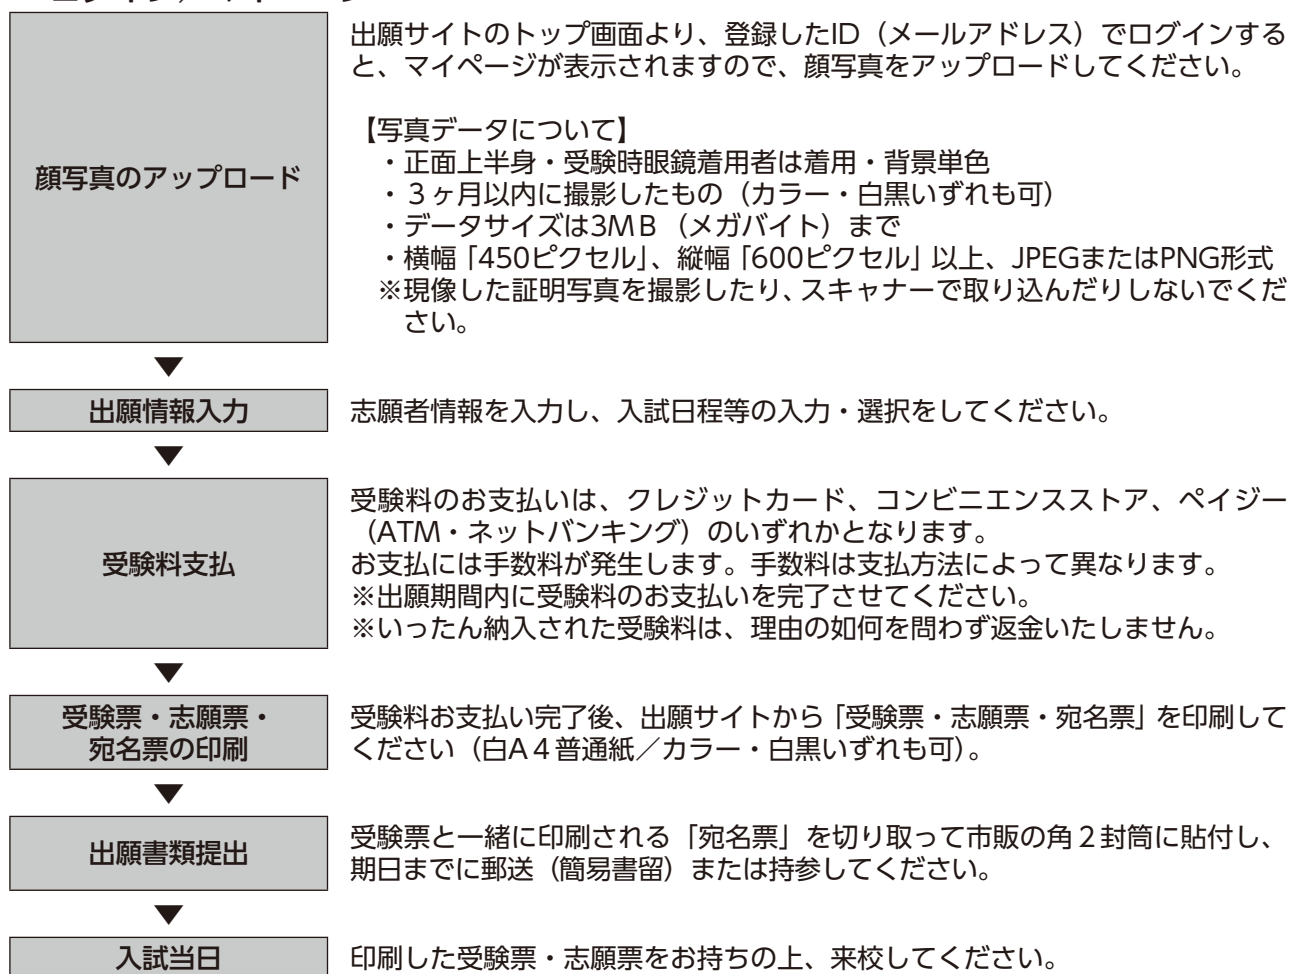 顔写真のアップロード
出願サイトのトップ画面より、登録したID（メールアドレス）でログインする
と、マイページが表示されますので、顔写真をアップロードしてください。
【写真データについて】
・正面上半身・受験時眼鏡着用者は着用・背景単色
・３ヶ月以内に撮影したもの（カラー・白黒いずれも可）
・データサイズは3MB（メガバイト）まで
・横幅「450ピクセル」、縦幅「600ピクセル」以上、JPEGまたはPNG形式
※現像した証明写真を撮影したり、スキャナーで取り込んだりしないでくだ
さい。
▼
出願情報入力
志願者情報を入力し、入試日程等の入力・選択をしてください。
▼
受験料支払
受験料のお支払いは、クレジットカード、コンビニエンスストア、ペイジー
（ATM・ネットバンキング）のいずれかとなります。
お支払には手数料が発生します。手数料は支払方法によって異なります。
※出願期間内に受験料のお支払いを完了させてください。
※いったん納入された受験料は、理由の如何を問わず返金いたしません。
▼
受験票・志願票・
宛名票の印刷
受験料お支払い完了後、出願サイトから「受験票・志願票・宛名票」を印刷して
ください（白A４普通紙／カラー・白黒いずれも可）。
▼
出願書類提出
受験票と一緒に印刷される「宛名票」を切り取って市販の角２封筒に貼付し、
期日までに郵送（簡易書留）または持参してください。
▼
入試当日
印刷した受験票・志願票をお持ちの上、来校してください。